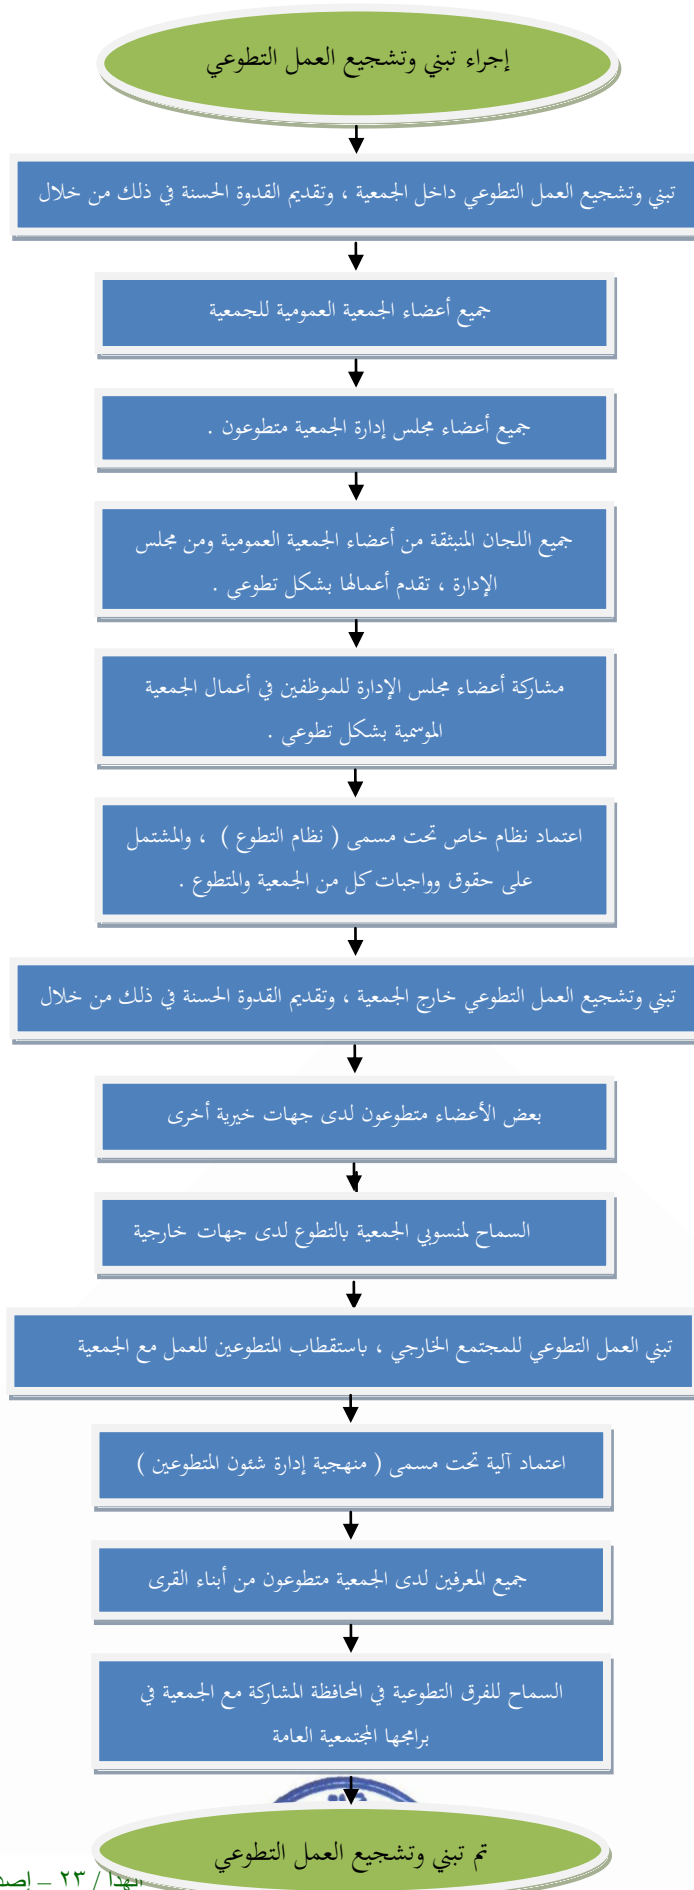 إجراء تبني وتشجيع العمل التطوعي
تبني وتشجيع العمل التطوعي داخل الجمعية ، وتقديم القدوة الحسنة في ذلك من خلال
جميع أعضاء الجمعية العمومية للجمعية
جميع أعضاء مجلس إدارة الجمعية متطوعون .
جميع اللجان المنبثقة من أعضاء الجمعية العمومية ومن مجلس
الإدارة ، تقدم أعمالها بشكل تطوعي .
مشاركة أعضاء مجلس الإدارة للموظفين في أعمال الجمعية
الموسمية بشكل تطوعي .
اعتماد نظام خاص تحت مسمى ( نظام التطوع ) ، والمشتمل
على حقوق وواجبات كل من الجمعية والمتطوع .
تبني وتشجيع العمل التطوعي خارج الجمعية ، وتقديم القدوة الحسنة في ذلك من خلال
بعض الأعضاء متطوعون لدى جهات خيرية أخرى
السماح لمنسوبي الجمعية بالتطوع لدى جهات خارجية
تبني العمل التطوعي للمجتمع الخارجي ، باستقطاب المتطوعين للعمل مع الجمعية
اعتماد آلية تحت مسمى ( منهجية إدارة شئون المتطوعين )
جميع المعرفين لدى الجمعية متطوعون من أبناء القرى
السماح للفرق التطوعية في المحافظة المشاركة مع الجمعية في
برامجها المجتمعية العامة
تم تبني وتشجيع العمل التطوعي
الهدا / ٢٣ – إصد